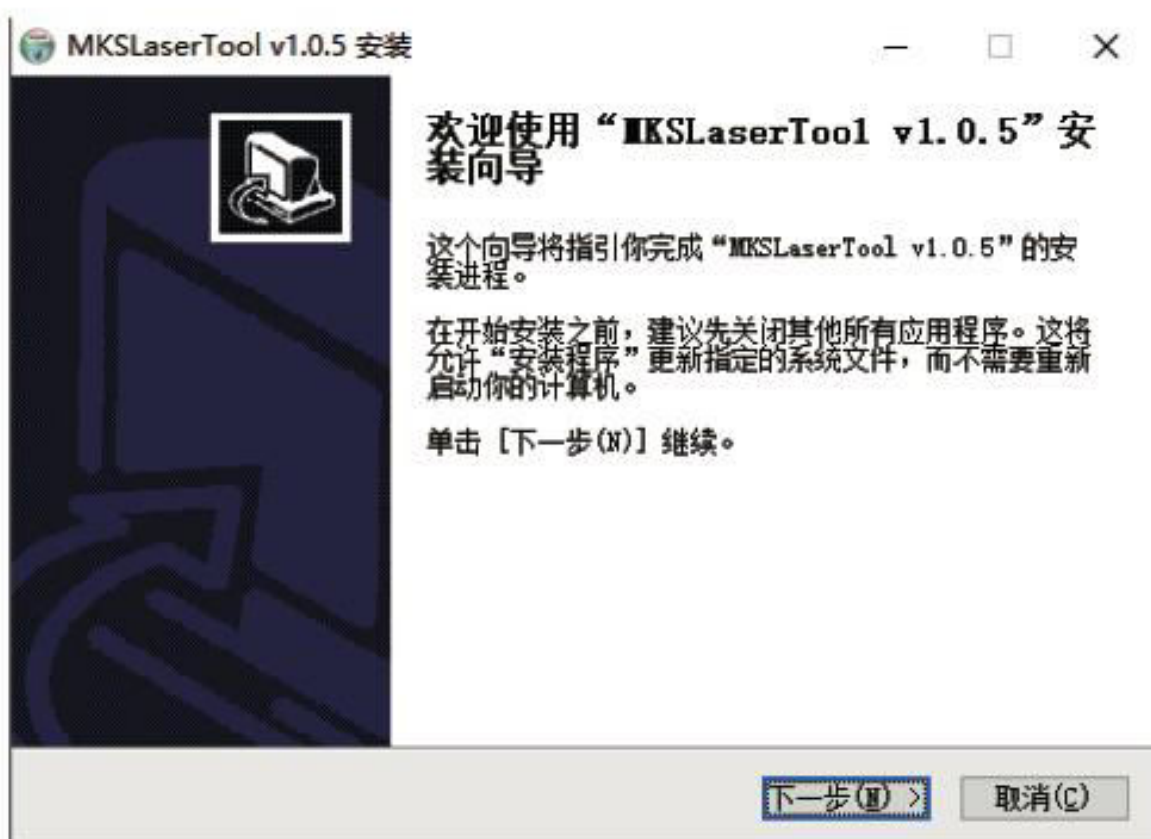 MKSLaserTool v1.0.5 安装
欢迎使用“MKSLaserTool v1.0.5”安
装向导
这个向导将指引你完成“MKSLaserTool v1.0.5”的安
装进程。
在开始安装之前，建议先关闭其他所有应用程序。这将
允许“安装程序”更新指定的系统文件，而不需要重新
启动你的计算机。
单击 [下一步(N)] 继续。
下一步(N) >
取消(C)